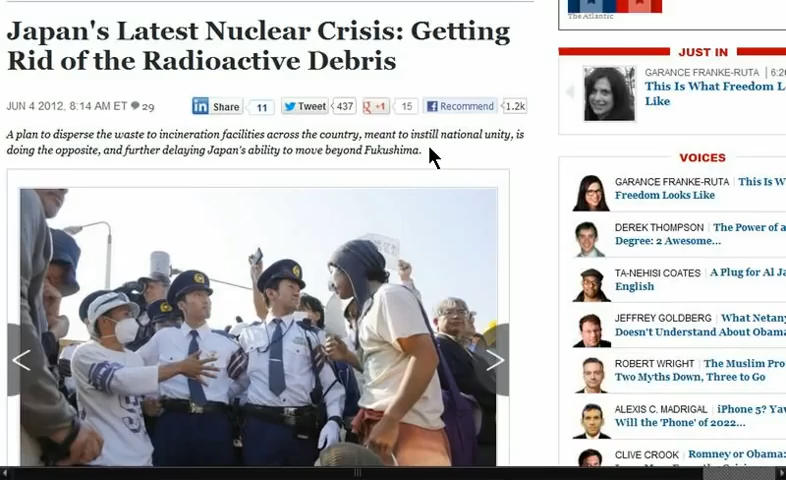 Japan's Latest Nuclear Crisis: Getting
Rid of the Radioactive Debris
JUN 4 2012, 8:14 AM ET 29
Share 11 Tweet 437 +1 15 Recommend 1.2k
A plan to disperse the waste to incineration facilities across the country, meant to instill national unity, is
doing the opposite, and further delaying Japan's ability to move beyond Fukushima.
The Atlantic
JUST IN
GARANCE FRANKE-RUTA | 6:2
This Is What Freedom L
Like
VOICES
GARANCE FRANKE-RUTA | This Is W
Freedom Looks Like
DEREK THOMPSON | The Power of a
Degree: 2 Awesome...
TA-NEHISI COATES | A Plug for Al Ja
English
JEFFREY GOLDBERG | What Netany
Doesn't Understand About Obama
ROBERT WRIGHT | The Muslim Pro
Two Myths Down, Three to Go
ALEXIS C. MADRIGAL | iPhone 5? Yaw
Will the 'Phone' of 2022...
CLIVE CROOK | Romney or Obama